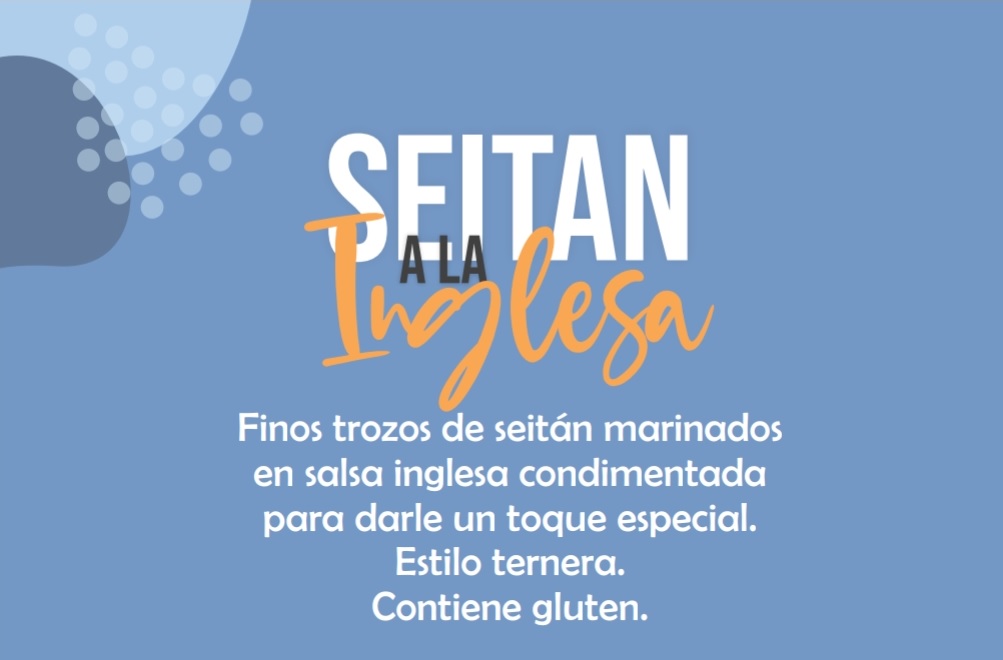 SEITAN
A LA
Inglesa
Finos trozos de seitán marinados
en salsa inglesa condimentada
para darle un toque especial.
Estilo ternera.
Contiene gluten.